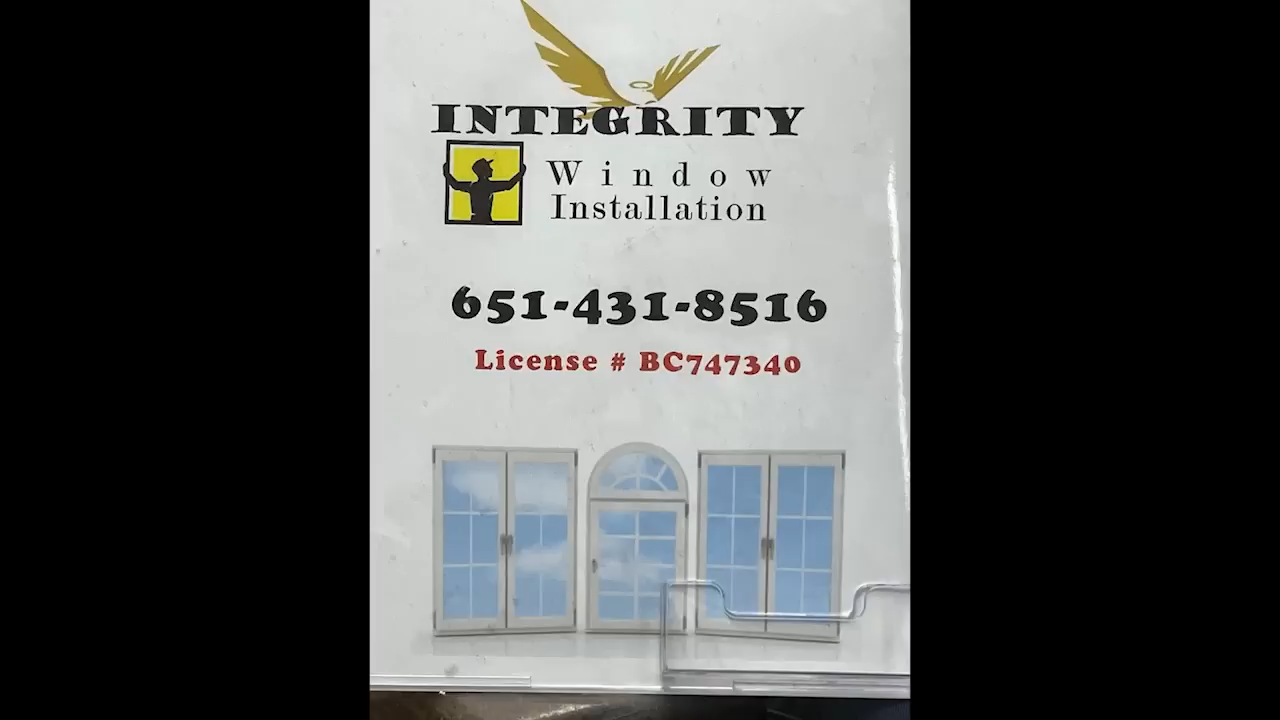 INTEGRITY
Window
Installation
651-431-8516
License # BC747340